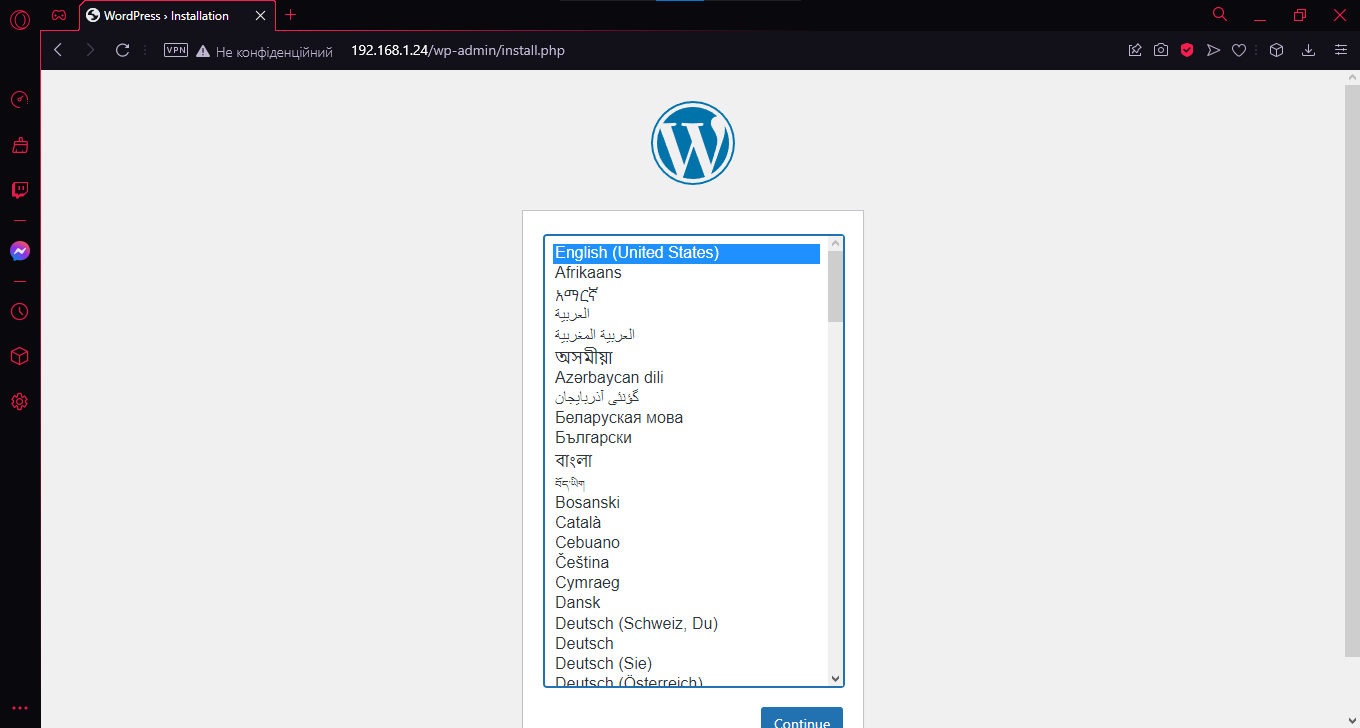 WordPress › Installation
VPN
Не конфіденційний
192.168.1.24/wp-admin/install.php
English (United States)
Afrikaans
አማርኛ
العربية
العربية المغربية
অসমীয়া
Azərbaycan dili
گؤنئی آذربایجان
Беларуская мова
Български
বাংলা
བོད་ཡིག
Bosanski
Català
Cebuano
Čeština
Cymraeg
Dansk
Deutsch (Schweiz, Du)
Deutsch
Deutsch (Sie)
Deutsch (Österreich)
Continue